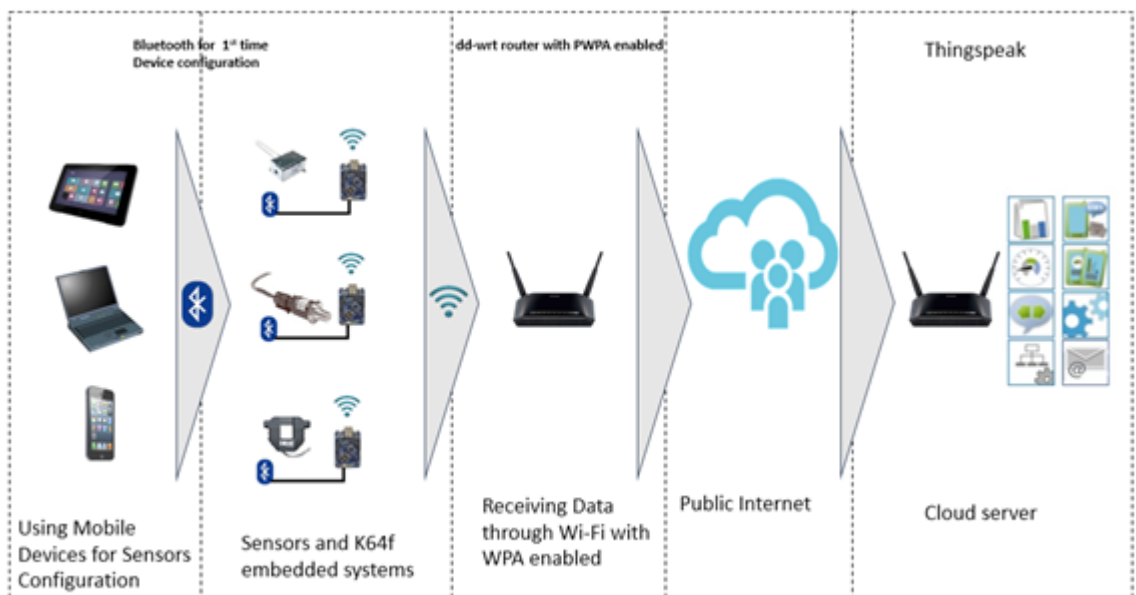 Bluetooth for 1st time
Device configuration
dd-wrt router with PWPA enabled
Thingspeak
Using Mobile
Devices for Sensors
Configuration
Sensors and K64f
embedded systems
Receiving Data
through Wi-Fi with
WPA enabled
Public Internet
Cloud server